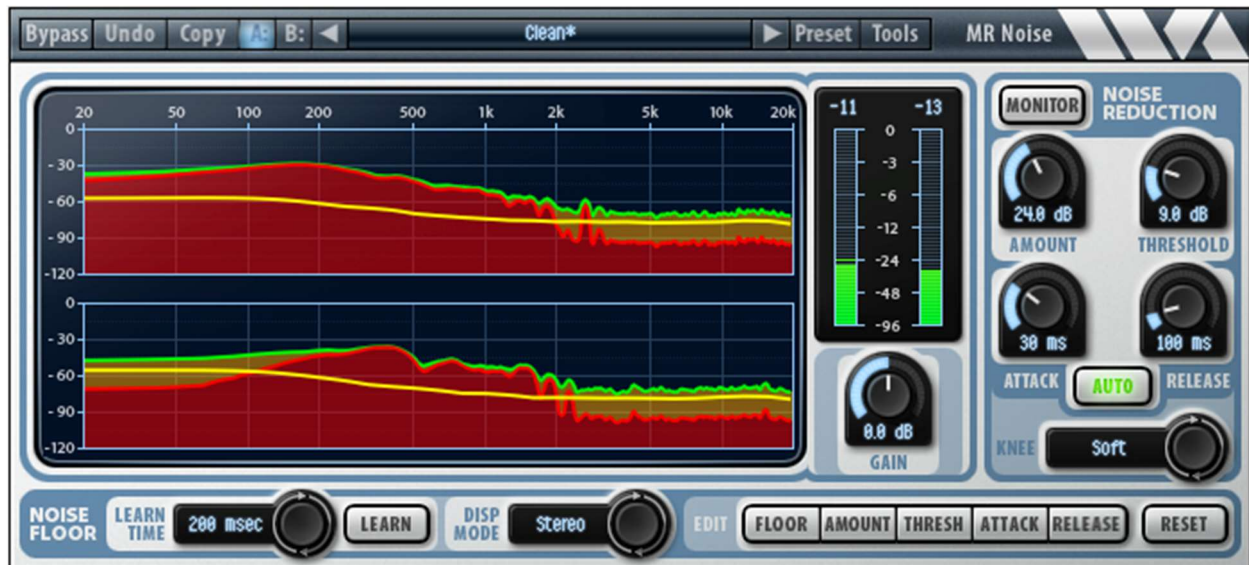 Bypass Undo Copy A: B: Clean* Preset Tools MR Noise
20 50 100 200 500 1k 2k 5k 10k 20k
0
-30
-60
-90
-120
0
-30
-60
-90
-120
-11 -13
0
-3
-6
-12
-24
-48
-96
0.0 dB
GAIN
MONITOR NOISE REDUCTION
24.0 dB 9.0 dB
AMOUNT THRESHOLD
30 ms 100 ms
ATTACK AUTO RELEASE
KNEE Soft
NOISE FLOOR LEARN TIME 200 msec LEARN DISP MODE Stereo EDIT FLOOR AMOUNT THRESH ATTACK RELEASE RESET